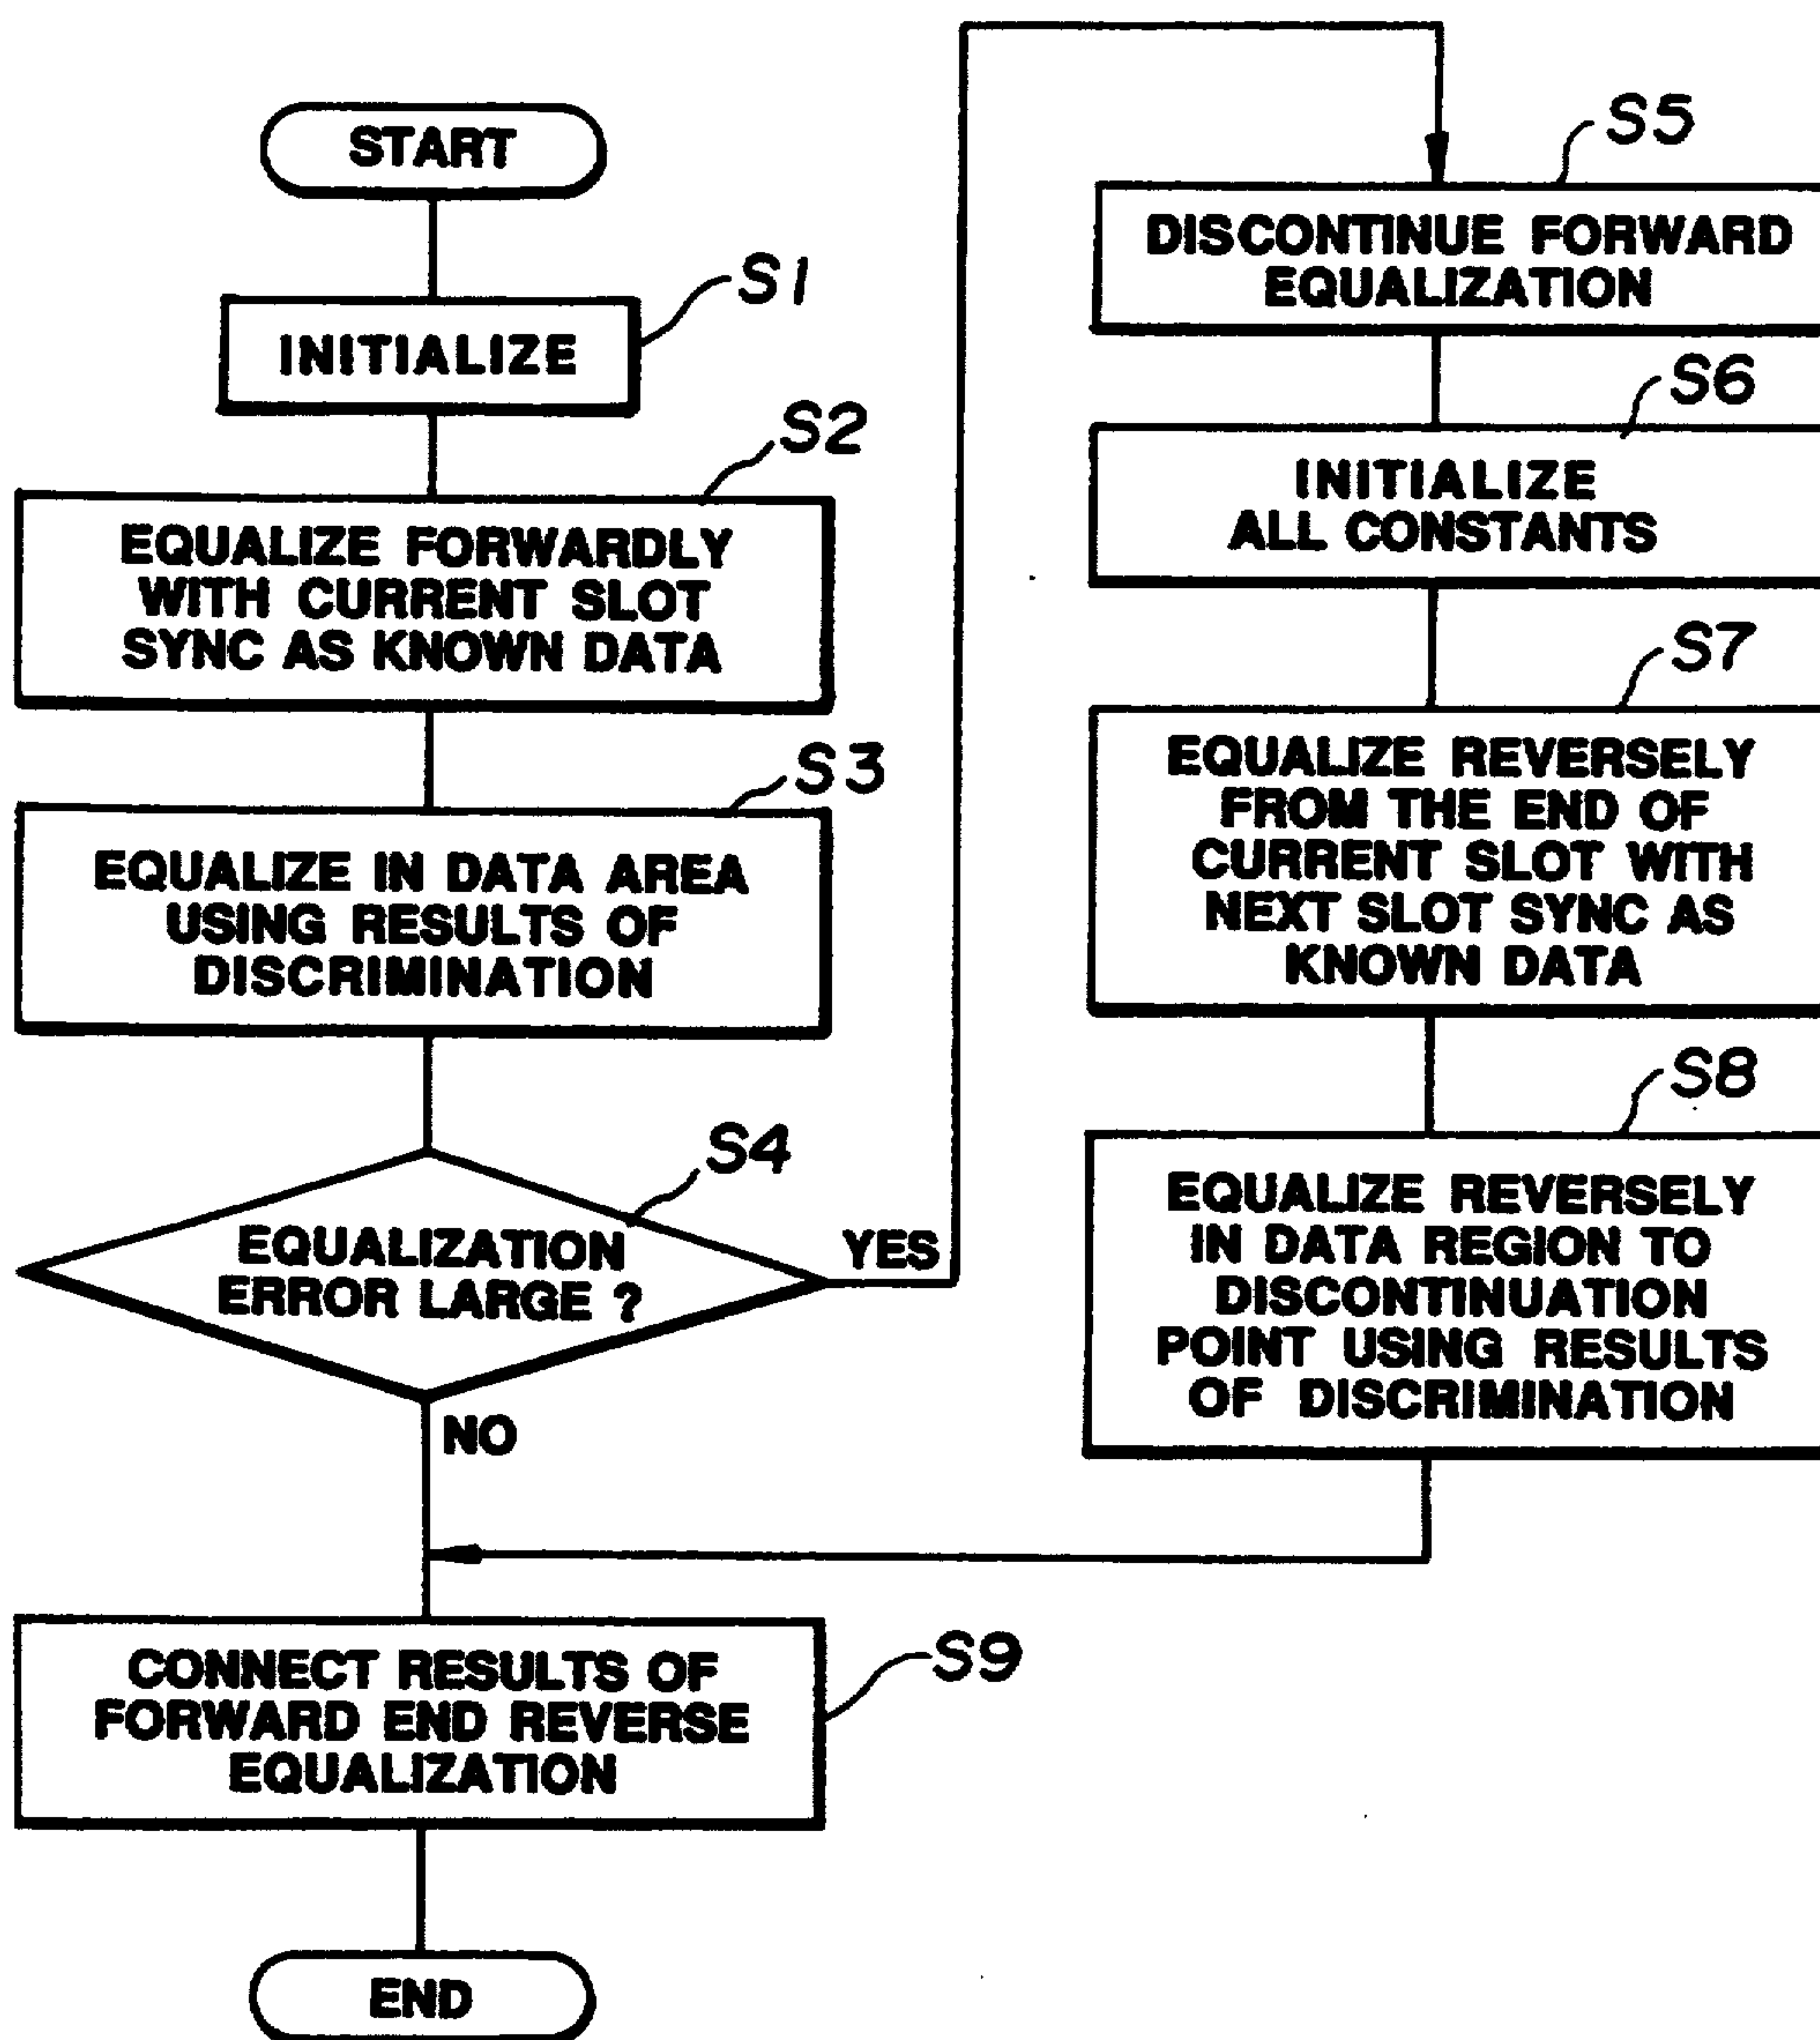 START
S1
INITIALIZE
S2
EQUALIZE FORWARDLY
WITH CURRENT SLOT
SYNC AS KNOWN DATA
S3
EQUALIZE IN DATA AREA
USING RESULTS OF
DISCRIMINATION
S4
EQUALIZATION
ERROR LARGE ?
YES
NO
S5
DISCONTINUE FORWARD
EQUALIZATION
S6
INITIALIZE
ALL CONSTANTS
S7
EQUALIZE REVERSELY
FROM THE END OF
CURRENT SLOT WITH
NEXT SLOT SYNC AS
KNOWN DATA
S8
EQUALIZE REVERSELY
IN DATA REGION TO
DISCONTINUATION
POINT USING RESULTS
OF DISCRIMINATION
S9
CONNECT RESULTS OF
FORWARD END REVERSE
EQUALIZATION
END